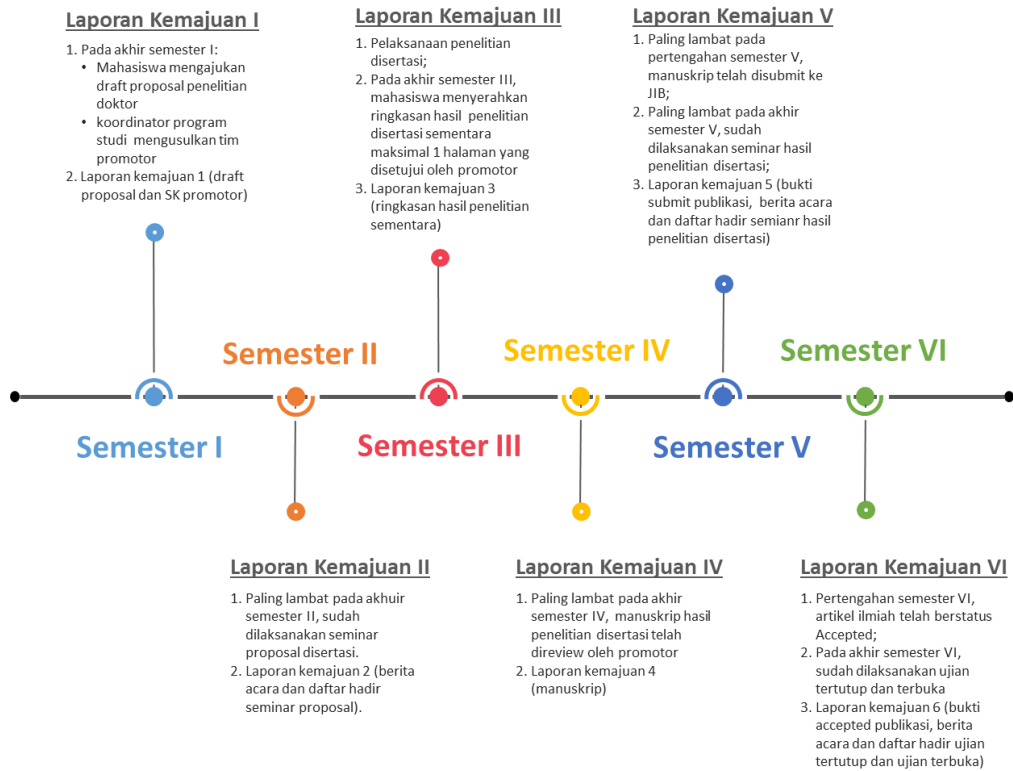 Laporan Kemajuan I
1. Pada akhir semester I:
• Mahasiswa mengajukan
draft proposal penelitian
doktor
• koordinator program
studi mengusulkan tim
promotor
2. Laporan kemajuan 1 (draft
proposal dan SK promotor)
Laporan Kemajuan III
1. Pelaksanaan penelitian
disertasi;
2. Pada akhir semester III,
mahasiswa menyerahkan
ringkasan hasil penelitian
disertasi sementara
maksimal 1 halaman yang
disetujui oleh promotor
3. Laporan kemajuan 3
(ringkasan hasil penelitian
sementara)
Laporan Kemajuan V
1. Paling lambat pada
pertengahan semester V,
manuskrip telah disubmit ke
JIB;
2. Paling lambat pada akhir
semester V, sudah
dilaksanakan seminar hasil
penelitian disertasi;
3. Laporan kemajuan 5 (bukti
submit publikasi, berita acara
dan daftar hadir semianr hasil
penelitian disertasi)
Semester II
Semester IV
Semester VI
Semester I
Semester III
Semester V
Laporan Kemajuan II
1. Paling lambat pada akhuir
semester II, sudah
dilaksanakan seminar
proposal disertasi.
2. Laporan kemajuan 2 (berita
acara dan daftar hadir
seminar proposal).
Laporan Kemajuan IV
1. Paling lambat pada akhir
semester IV, manuskrip hasil
penelitian disertasi telah
direview oleh promotor
2. Laporan kemajuan 4
(manuskrip)
Laporan Kemajuan VI
1. Pertengahan semester VI,
artikel ilmiah telah berstatus
Accepted;
2. Pada akhir semester VI,
sudah dilaksanakan ujian
tertutup dan terbuka
3. Laporan kemajuan 6 (bukti
accepted publikasi, berita
acara dan daftar hadir ujian
tertutup dan ujian terbuka)